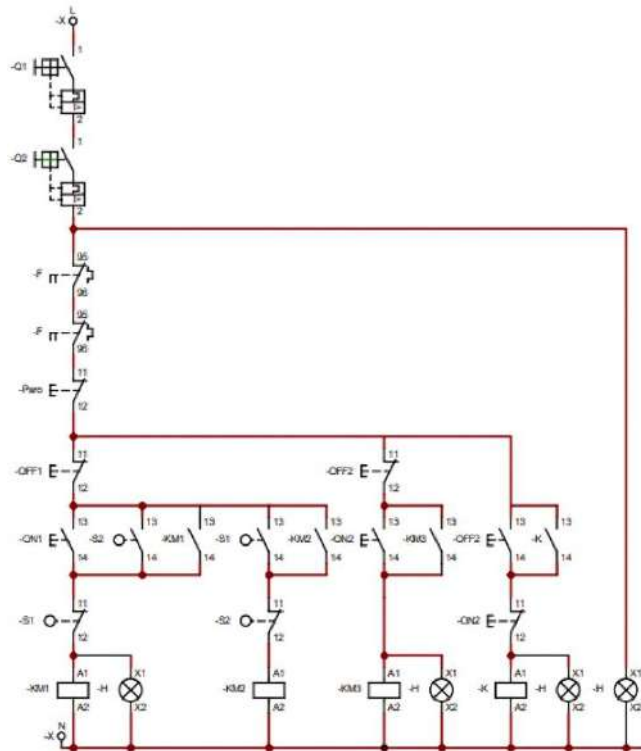 L
-X
1
-Q1
2
1
-Q2
2
95
-F
96
95
-F
96
11
-Paro
12
11 11
-OFF1 -OFF2
12 12
13 13 13 13 13 13 13 13 13
-ON1 -S2 -KM1 -S1 -KM2 -ON2 -KM3 -OFF2 -K
14 14 14 14 14 14 14 14 14
11 11 11
-S1 -S2 -ON2
12 12 12
A1 X1 A1 A1 X1 A1 X1 X1
-KM1 -H -KM2 -KM3 -H -K -H -H
A2 X2 A2 A2 X2 A2 X2 X2
N
-X